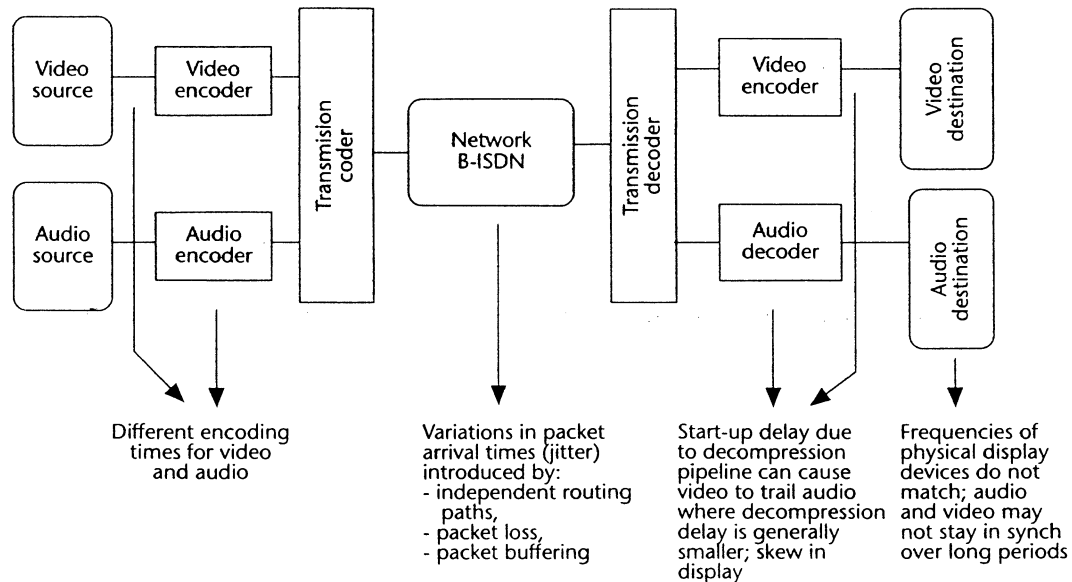 Video
source
Video
encoder
Transmision
coder
Network
B-ISDN
Transmission
decoder
Video
encoder
Video
destination
Audio
source
Audio
encoder
Audio
decoder
Audio
destination
Different encoding
times for video
and audio
Variations in packet
arrival times (jitter)
introduced by:
- independent routing
paths,
- packet loss,
- packet buffering
Start-up delay due
to decompression
pipeline can cause
video to trail audio
where decompression
delay is generally
smaller; skew in
display
Frequencies of
physical display
devices do not
match; audio
and video may
not stay in synch
over long periods